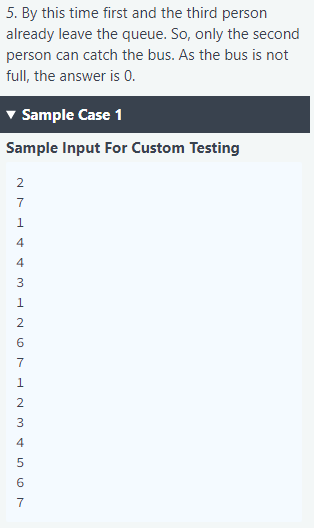 5. By this time first and the third person
already leave the queue. So, only the second
person can catch the bus. As the bus is not
full, the answer is 0.
▼ Sample Case 1
Sample Input For Custom Testing
2
7
1
4
4
3
1
2
6
7
1
2
3
4
5
6
7